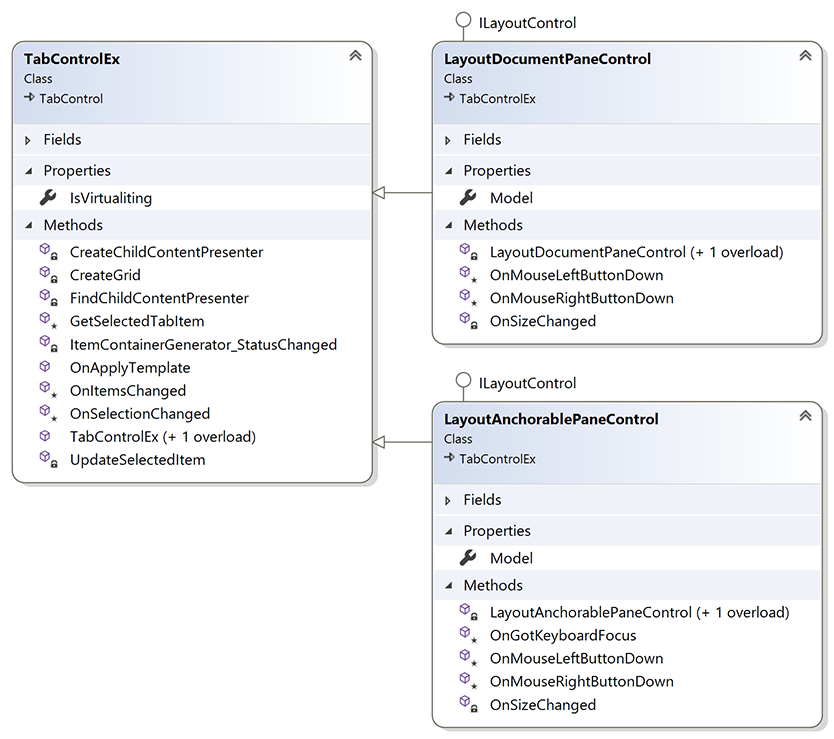 TabControlEx
Class
TabControl
Fields
Properties
IsVirtualiting
Methods
CreateChildContentPresenter
CreateGrid
FindChildContentPresenter
GetSelectedTabItem
ItemContainerGenerator_StatusChanged
OnApplyTemplate
OnItemsChanged
OnSelectionChanged
TabControlEx (+ 1 overload)
UpdateSelectedItem
ILayoutControl
LayoutDocumentPaneControl
Class
TabControlEx
Fields
Properties
Model
Methods
LayoutDocumentPaneControl (+ 1 overload)
OnMouseLeftButtonDown
OnMouseRightButtonDown
OnSizeChanged
ILayoutControl
LayoutAnchorablePaneControl
Class
TabControlEx
Fields
Properties
Model
Methods
LayoutAnchorablePaneControl (+ 1 overload)
OnGotKeyboardFocus
OnMouseLeftButtonDown
OnMouseRightButtonDown
OnSizeChanged